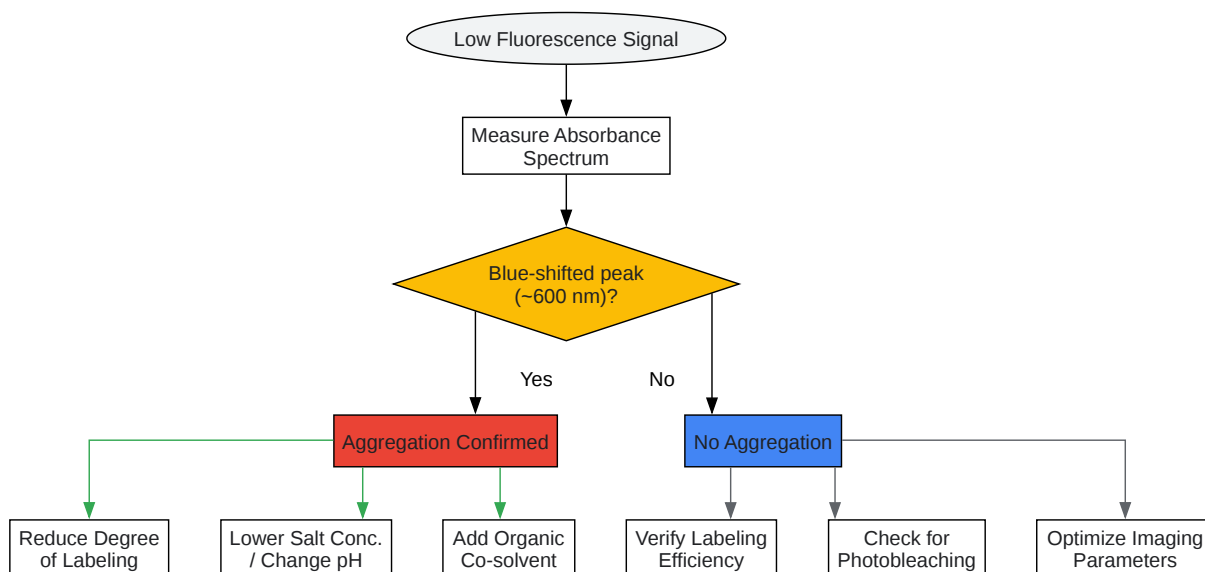 Low Fluorescence Signal
Measure Absorbance
Spectrum
Blue-shifted peak
(~600 nm)?
Yes
No
Aggregation Confirmed
No Aggregation
Reduce Degree
of Labeling
Lower Salt Conc.
/ Change pH
Add Organic
Co-solvent
Verify Labeling
Efficiency
Check for
Photobleaching
Optimize Imaging
Parameters